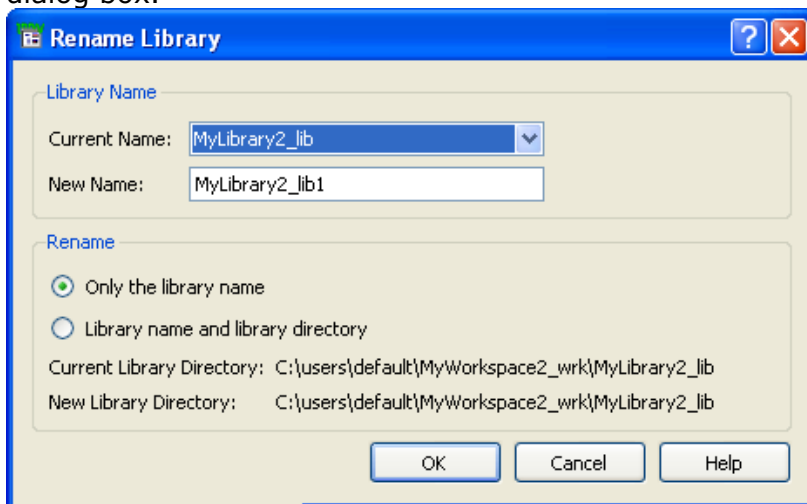 dialog box.
Rename Library
Library Name
Current Name: MyLibrary2_lib
New Name: MyLibrary2_lib1
Rename
Only the library name
Library name and library directory
Current Library Directory: C:\users\default\MyWorkspace2_wrk\MyLibrary2_lib
New Library Directory: C:\users\default\MyWorkspace2_wrk\MyLibrary2_lib
OK Cancel Help